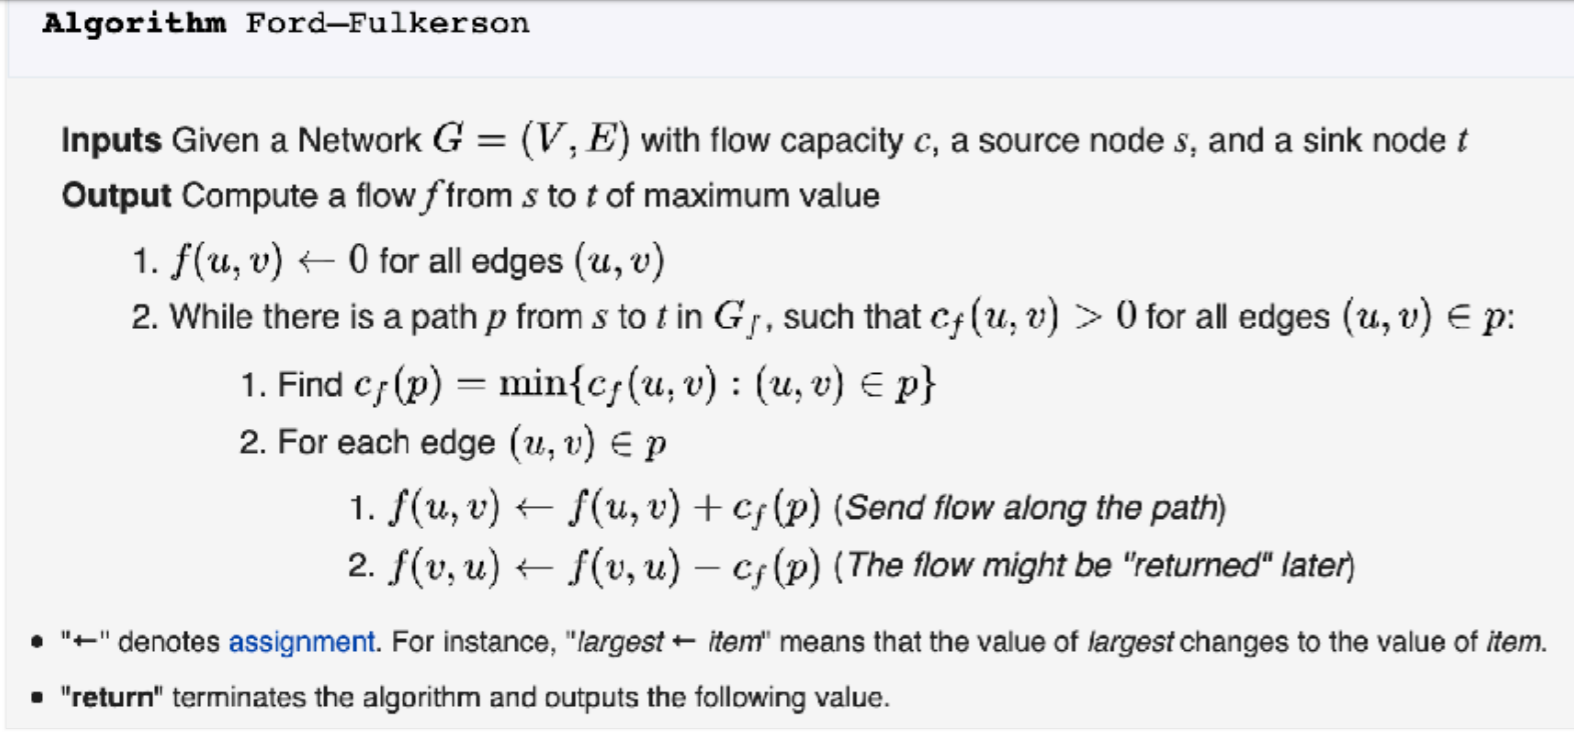 Algorithm Ford–Fulkerson
Inputs Given a Network G = (V, E) with flow capacity c, a source node s, and a sink node t
Output Compute a flow f from s to t of maximum value
1. f(u, v) ← 0 for all edges (u, v)
2. While there is a path p from s to t in G_f, such that c_f(u, v) > 0 for all edges (u, v) ∈ p:
1. Find c_f(p) = min{c_f(u, v) : (u, v) ∈ p}
2. For each edge (u, v) ∈ p
1. f(u, v) ← f(u, v) + c_f(p) (Send flow along the path)
2. f(v, u) ← f(v, u) − c_f(p) (The flow might be "returned" later)
• "←" denotes assignment. For instance, "largest ← item" means that the value of largest changes to the value of item.
• "return" terminates the algorithm and outputs the following value.